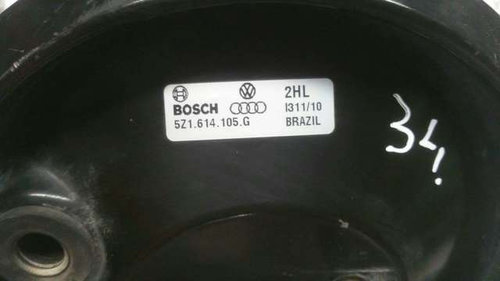 2HL
BOSCH I311/10
5Z1.614.105.G BRAZIL
34!